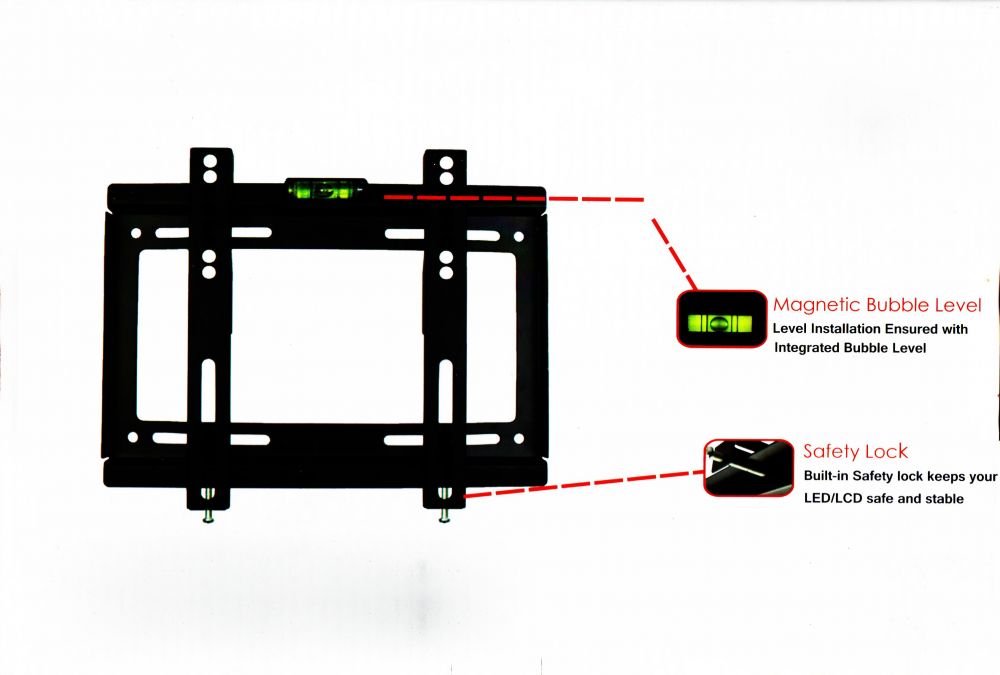 Magnetic Bubble Level
Level Installation Ensured with
Integrated Bubble Level
Safety Lock
Built-in Safety lock keeps your
LED/LCD safe and stable